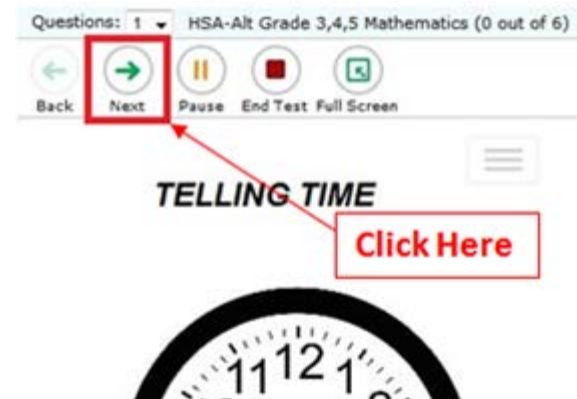 Questions: 1 HSA-Alt Grade 3,4,5 Mathematics (0 out of 6)
Back Next Pause End Test Full Screen
TELLING TIME
Click Here
11 12 1